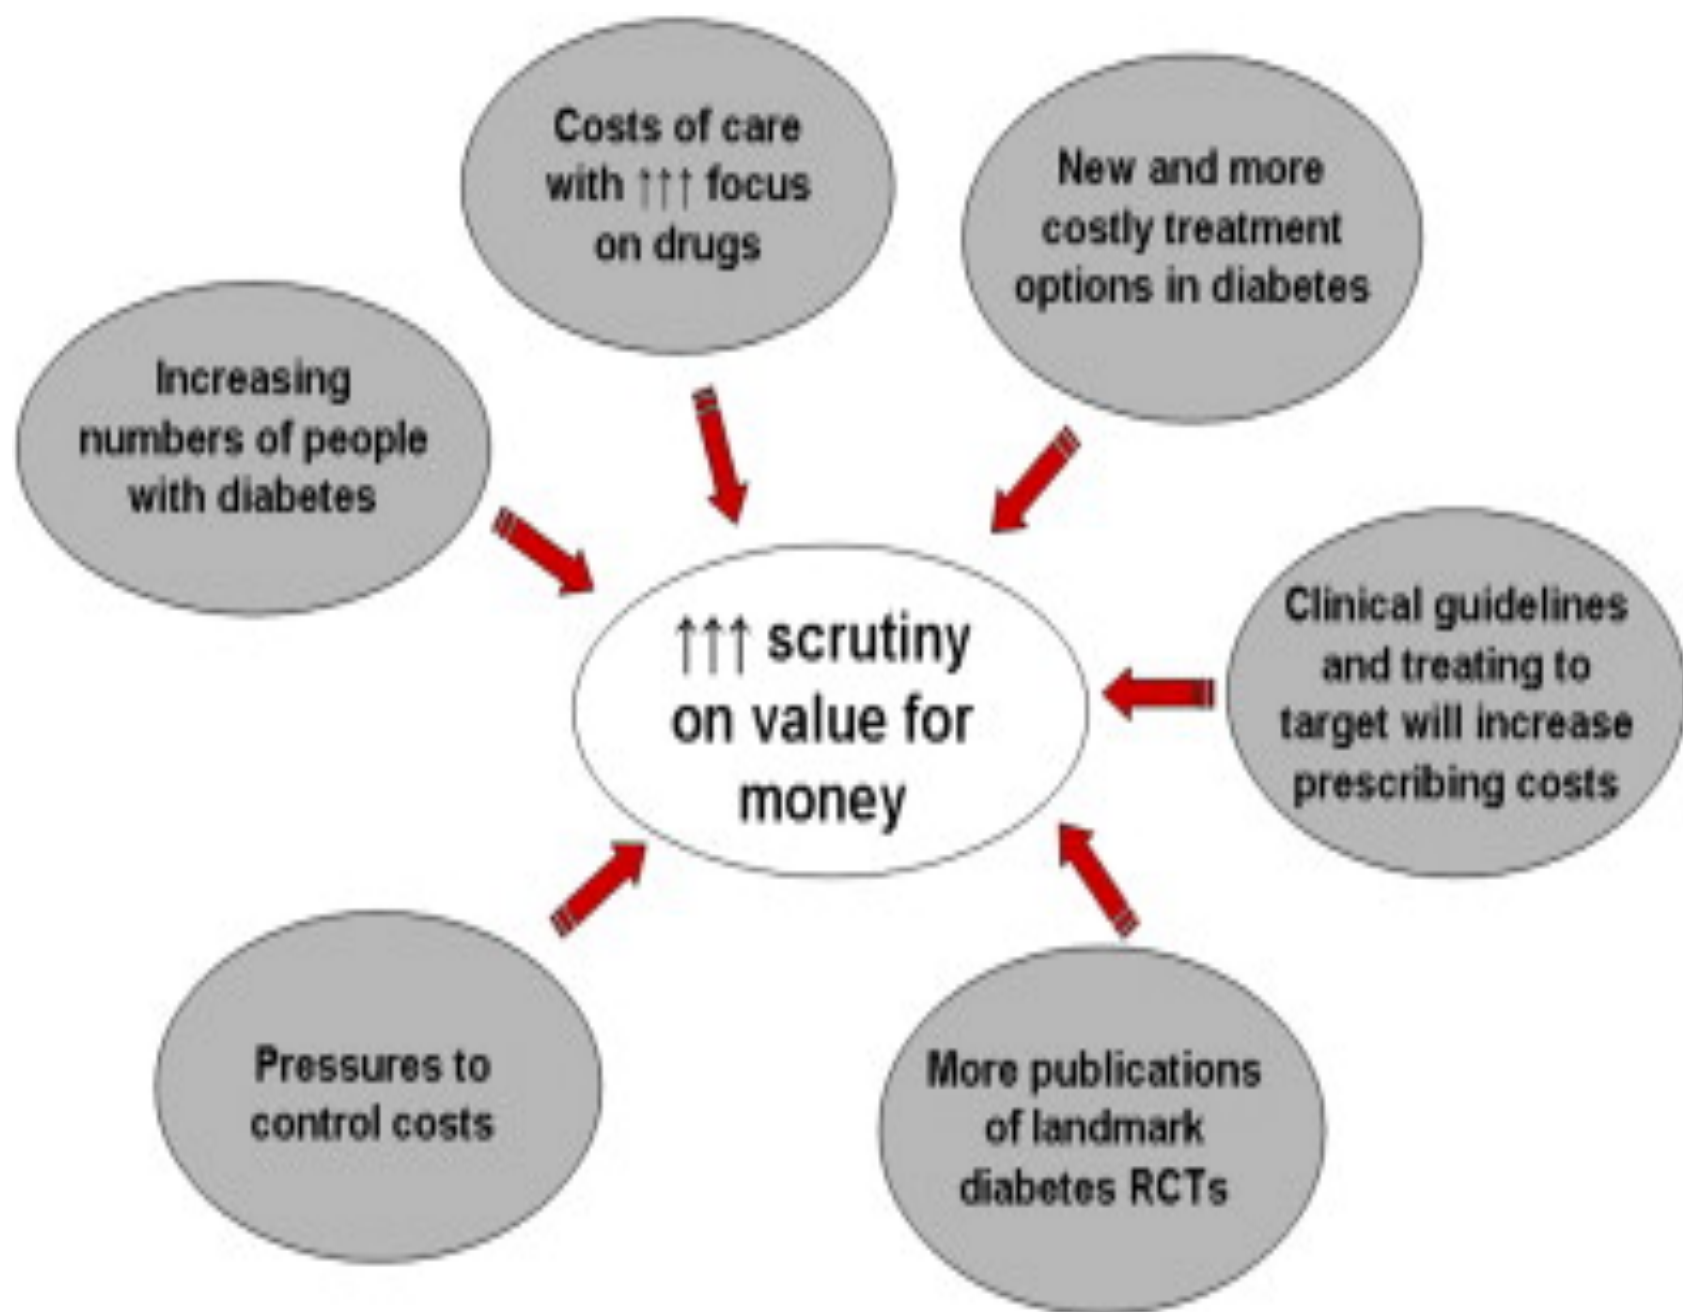 Costs of care
with ↑↑↑ focus
on drugs
New and more
costly treatment
options in diabetes
Increasing
numbers of people
with diabetes
Clinical guidelines
and treating to
target will increase
prescribing costs
↑↑↑ scrutiny
on value for
money
Pressures to
control costs
More publications
of landmark
diabetes RCTs